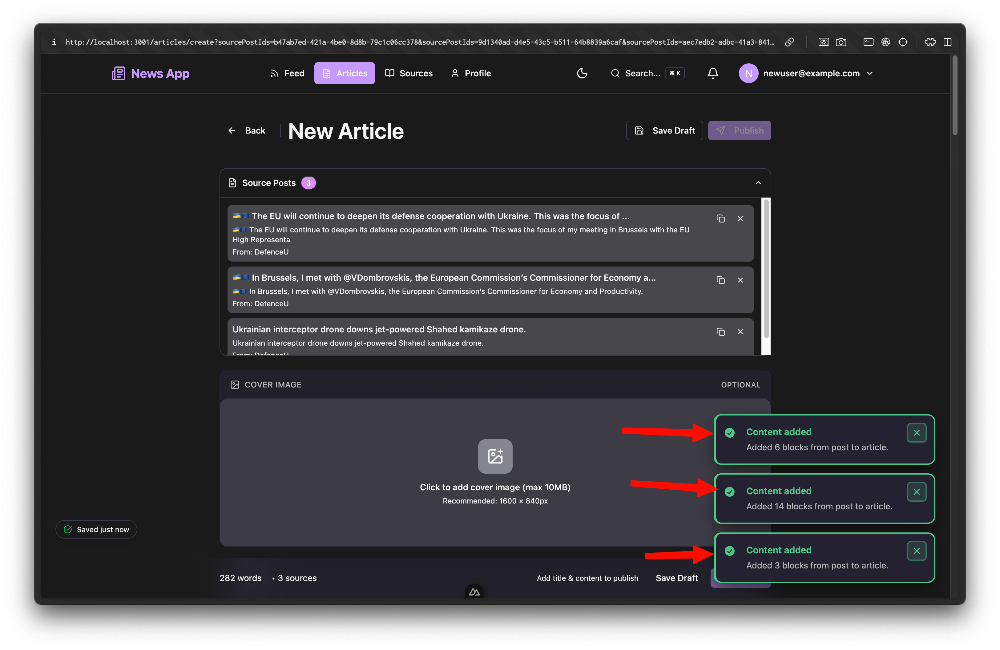 http://localhost:3001/articles/create?sourcePostIds=b47ab7ed-421a-4be0-8d8b-79c1c06cc378&sourcePostIds=9d1340ad-d4e5-43c5-b511-64b8839a6caf&sourcePostIds=aec7edb2-adbc-41a3-841…
News App
Feed
Articles
Sources
Profile
Search...
⌘ K
N
newuser@example.com
Back
New Article
Save Draft
Publish
Source Posts
3
🇺🇦🇪🇺 The EU will continue to deepen its defense cooperation with Ukraine. This was the focus of ...
🇺🇦🇪🇺 The EU will continue to deepen its defense cooperation with Ukraine. This was the focus of my meeting in Brussels with the EU
High Representa
From: DefenceU
🇺🇦🇪🇺 In Brussels, I met with @VDombrovskis, the European Commission’s Commissioner for Economy a...
🇺🇦🇪🇺 In Brussels, I met with @VDombrovskis, the European Commission’s Commissioner for Economy and Productivity.
From: DefenceU
Ukrainian interceptor drone downs jet-powered Shahed kamikaze drone.
Ukrainian interceptor drone downs jet-powered Shahed kamikaze drone.
From: DefenceU
COVER IMAGE
OPTIONAL
Click to add cover image (max 10MB)
Recommended: 1600 × 840px
Content added
Added 6 blocks from post to article.
Content added
Added 14 blocks from post to article.
Content added
Added 3 blocks from post to article.
Saved just now
282 words
• 3 sources
Add title & content to publish
Save Draft